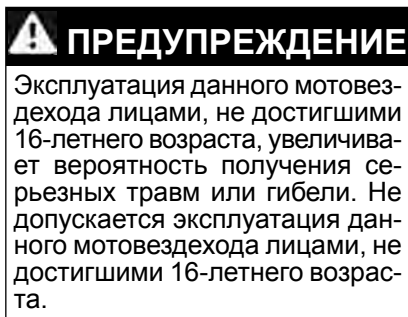 ПРЕДУПРЕЖДЕНИЕ
Эксплуатация данного мотовез-
дехода лицами, не достигшими
16-летнего возраста, увеличива-
ет вероятность получения се-
рьезных травм или гибели. Не
допускается эксплуатация дан-
ного мотовездехода лицами, не
достигшими 16-летнего возрас-
та.